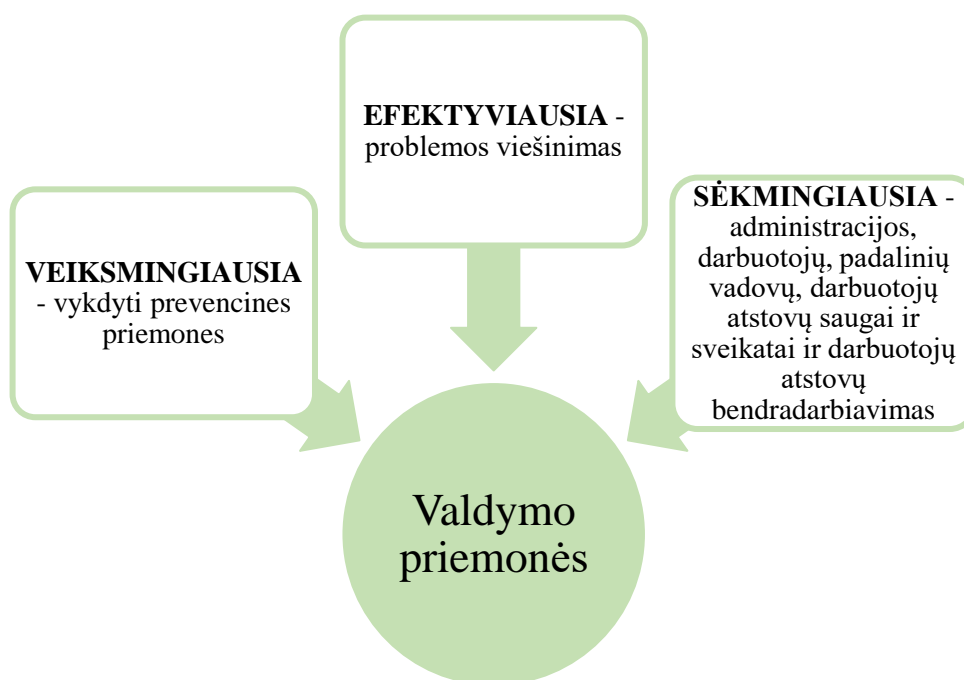 EFEKTYVIAUSIA -
problemos viešinimas
VEIKSMINGIAUSIA
- vykdyti prevencines
priemones
SĖKMINGIAUSIA -
administracijos,
darbuotojų, padalinių
vadovų, darbuotojų
atstovų saugai ir
sveikatai ir darbuotojų
atstovų
bendradarbiavimas
Valdymo
priemonės